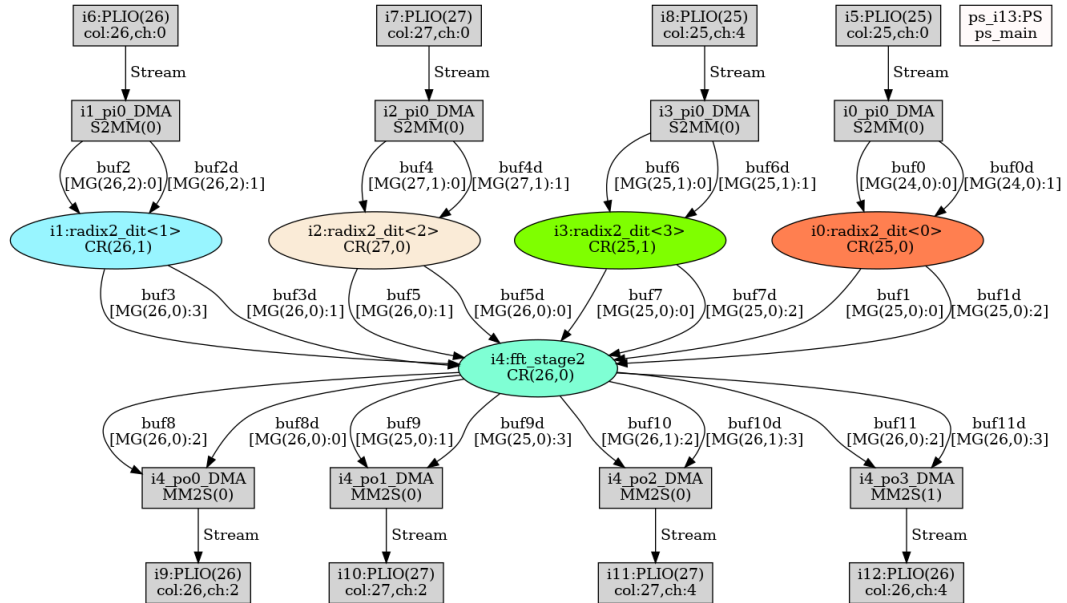 i6:PLIO(26)
col:26,ch:0
i7:PLIO(27)
col:27,ch:0
i8:PLIO(25)
col:25,ch:4
i5:PLIO(25)
col:25,ch:0
ps_i13:PS
ps_main
Stream
Stream
Stream
Stream
i1_pi0_DMA
S2MM(0)
i2_pi0_DMA
S2MM(0)
i3_pi0_DMA
S2MM(0)
i0_pi0_DMA
S2MM(0)
buf2
[MG(26,2):0]
buf2d
[MG(26,2):1]
buf4
[MG(27,1):0]
buf4d
[MG(27,1):1]
buf6
[MG(25,1):0]
buf6d
[MG(25,1):1]
buf0
[MG(24,0):0]
buf0d
[MG(24,0):1]
i1:radix2_dit<1>
CR(26,1)
i2:radix2_dit<2>
CR(27,0)
i3:radix2_dit<3>
CR(25,1)
i0:radix2_dit<0>
CR(25,0)
buf3
[MG(26,0):3]
buf3d
[MG(26,0):1]
buf5
[MG(26,0):1]
buf5d
[MG(26,0):0]
buf7
[MG(25,0):0]
buf7d
[MG(25,0):2]
buf1
[MG(25,0):0]
buf1d
[MG(25,0):2]
i4:fft_stage2
CR(26,0)
buf8
[MG(26,0):2]
buf8d
[MG(26,0):0]
buf9
[MG(25,0):1]
buf9d
[MG(25,0):3]
buf10
[MG(26,1):2]
buf10d
[MG(26,1):3]
buf11
[MG(26,0):2]
buf11d
[MG(26,0):3]
i4_po0_DMA
MM2S(0)
i4_po1_DMA
MM2S(0)
i4_po2_DMA
MM2S(0)
i4_po3_DMA
MM2S(1)
Stream
Stream
Stream
Stream
i9:PLIO(26)
col:26,ch:2
i10:PLIO(27)
col:27,ch:2
i11:PLIO(27)
col:27,ch:4
i12:PLIO(26)
col:26,ch:4